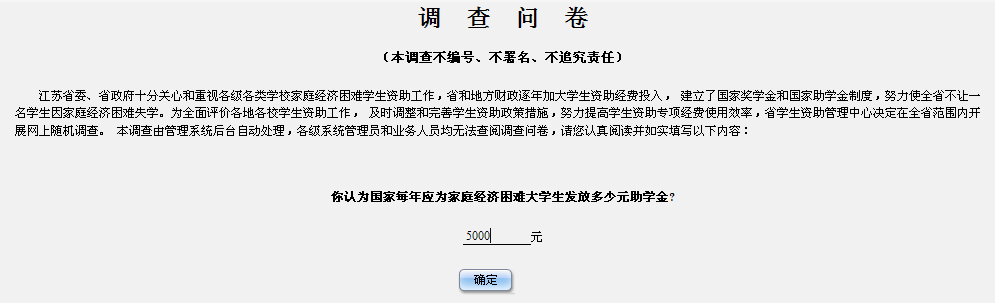 调 查 问 卷
（本调查不编号、不署名、不追究责任）
江苏省委、省政府十分关心和重视各级各类学校家庭经济困难学生资助工作，省和地方财政逐年加大学生资助经费投入， 建立了国家奖学金和国家助学金制度，努力使全省不让一
名学生因家庭经济困难失学。为全面评价各地各校学生资助工作， 及时调整和完善学生资助政策措施，努力提高学生资助专项经费使用效率，省学生资助管理中心决定在全省范围内开
展网上随机调查。 本调查由管理系统后台自动处理，各级系统管理员和业务人员均无法查阅调查问卷，请您认真阅读并如实填写以下内容：
你认为国家每年应为家庭经济困难大学生发放多少元助学金?
5000 元
确定